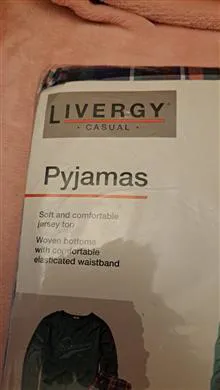 LIVERGY
· CASUAL ·
Pyjamas
Soft and comfortable
jersey top
Woven bottoms
with comfortable
elasticated waistband